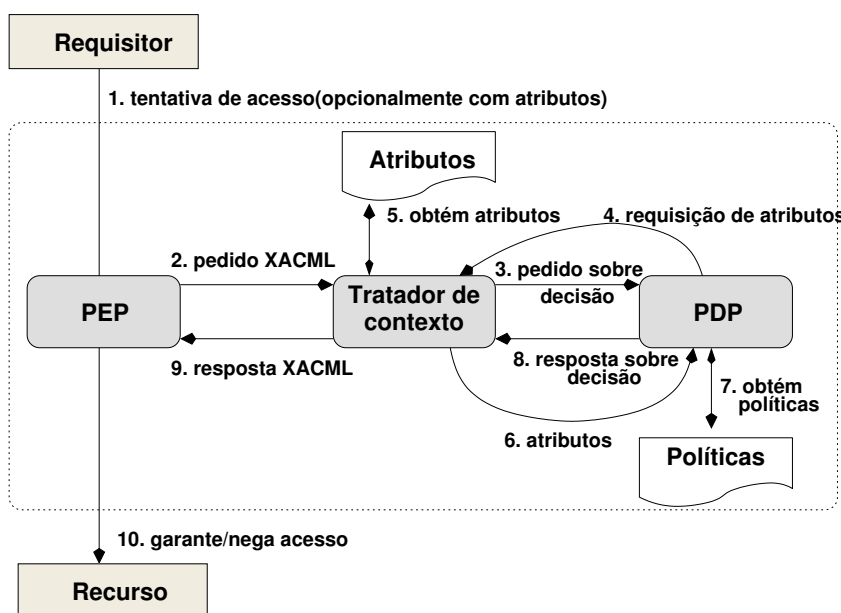 Requisitor
1. tentativa de acesso(opcionalmente com atributos)
Atributos
5. obtém atributos
4. requisição de atributos
2. pedido XACML
3. pedido sobre
decisão
PEP
Tratador de
contexto
PDP
9. resposta XACML
8. resposta sobre
decisão
7. obtém
políticas
6. atributos
Políticas
10. garante/nega acesso
Recurso